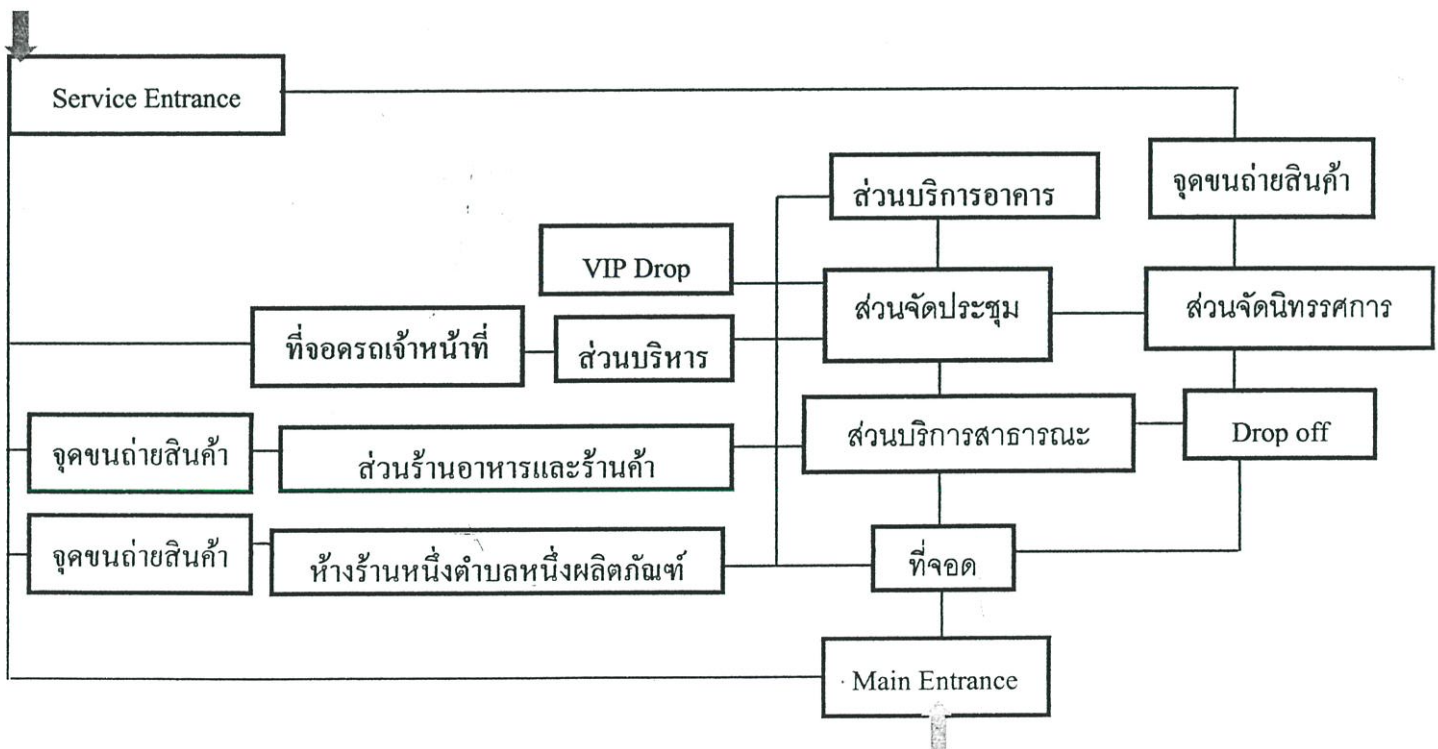 Service Entrance
ส่วนบริการอาคาร
จุดขนถ่ายสินค้า
VIP Drop
ส่วนจัดประชุม
ส่วนจัดนิทรรศการ
ที่จอดรถเจ้าหน้าที่
ส่วนบริหาร
จุดขนถ่ายสินค้า
ส่วนร้านอาหารและร้านค้า
ส่วนบริการสาธารณะ
Drop off
จุดขนถ่ายสินค้า
ห้างร้านหนึ่งตำบลหนึ่งผลิตภัณฑ์
ที่จอด
Main Entrance